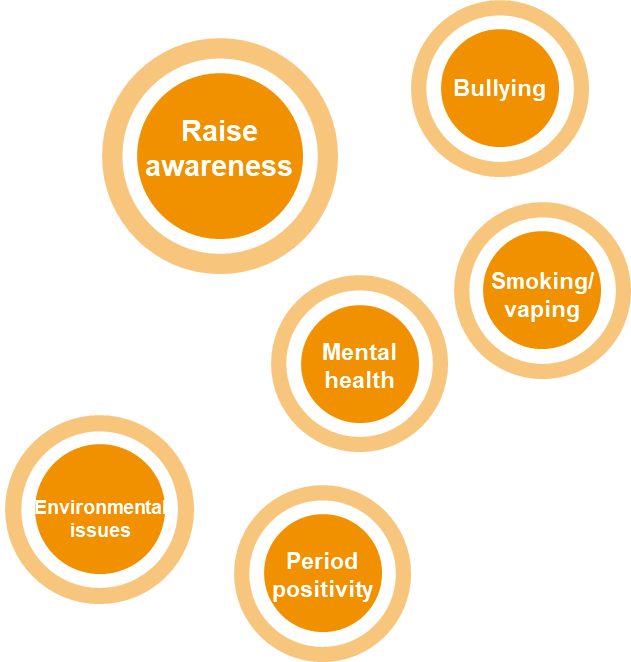 Raise
awareness
Bullying
Smoking/
vaping
Mental
health
Environmental
issues
Period
positivity